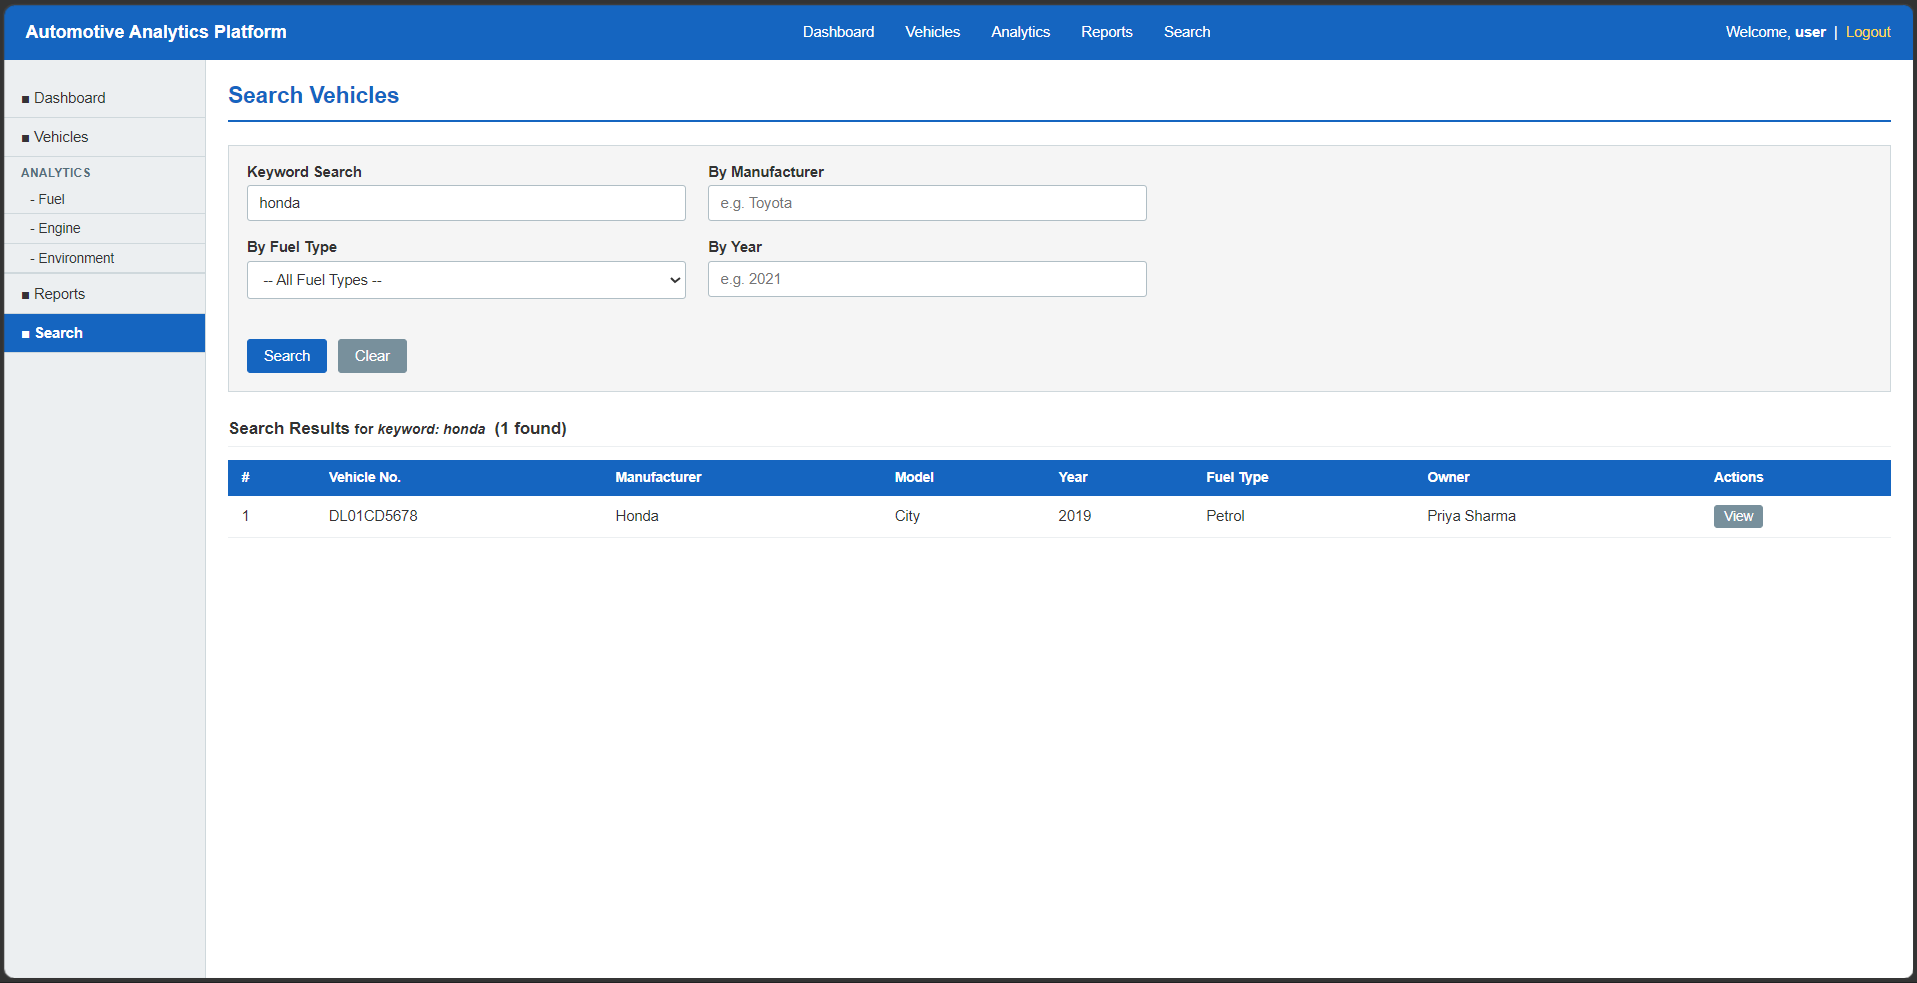 Automotive Analytics Platform
Dashboard Vehicles Analytics Reports Search
Welcome, user | Logout
Dashboard
Vehicles
ANALYTICS
- Fuel
- Engine
- Environment
Reports
Search
Search Vehicles
Keyword Search
honda
By Manufacturer
e.g. Toyota
By Fuel Type
-- All Fuel Types --
By Year
e.g. 2021
Search Clear
Search Results for keyword: honda (1 found)
# Vehicle No. Manufacturer Model Year Fuel Type Owner Actions
1 DL01CD5678 Honda City 2019 Petrol Priya Sharma View